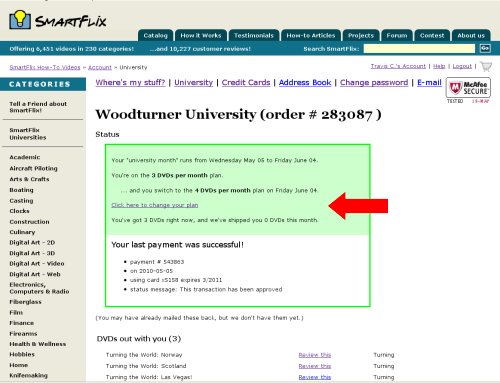 SMARTFLIX
Catalog
How it Works
Testimonials
How-to Articles
Projects
Forum
Contest
About us
Offering 6,451 videos in 230 categories!
...and 10,227 customer reviews!
Search SmartFlix:
Go
SmartFlix How-To Videos > Account > University
Travis C.'s Account | Help | Logout |
Where's my stuff? | University | Credit Cards | Address Book | Change password | E-mail
McAfee
SECURE
TESTED 19-MAY
CATEGORIES
Tell a Friend about
SmartFlix!
SmartFlix
Universities
Academic
Aircraft Piloting
Arts & Crafts
Boating
Casting
Clocks
Construction
Culinary
Digital Art - 2D
Digital Art - 3D
Digital Art - Video
Digital Art - Web
Electronics,
Computers & Radio
Fiberglass
Film
Finance
Firearms
Health & Wellness
Hobbies
Home
Knifemaking
Woodturner University (order # 283087 )
Status
Your "university month" runs from Wednesday May 05 to Friday June 04.
You're on the 3 DVDs per month plan.
... and you switch to the 4 DVDs per month plan on Friday June 04.
Click here to change your plan
You've got 3 DVDs right now, and we've shipped you 0 DVDs this month.
Your last payment was successful!
payment # 543863
on 2010-05-05
using card x5158 expires 3/2011
status message: This transaction has been approved
(You may have already mailed these back, but we don't have them yet.)
DVDs out with you (3)
Turning the World: Norway Review this Turning
Turning the World: Scotland Review this Turning
Turning the World: Las Vegas! Review this Turning